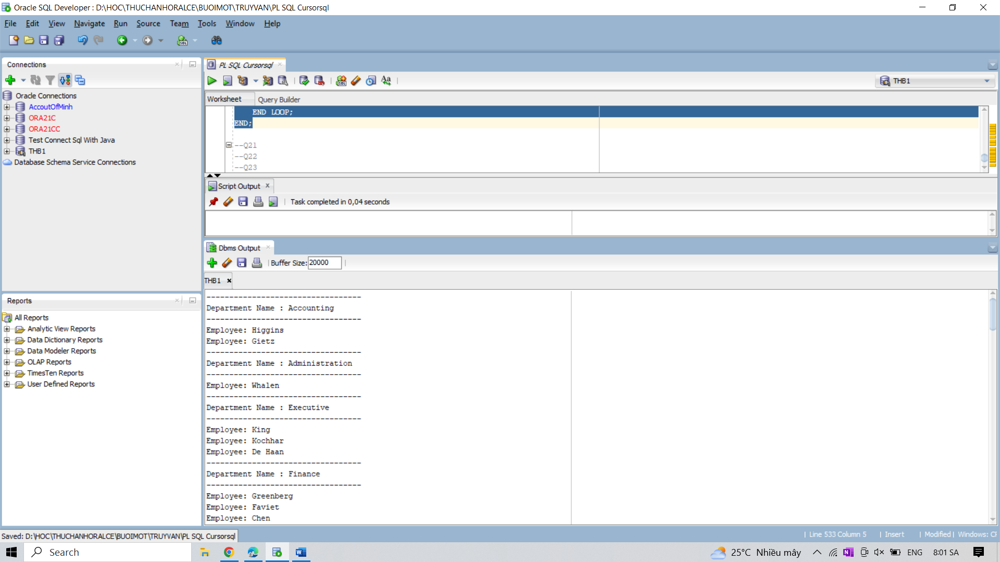 Oracle SQL Developer : D:\HOC\THUCHANHORALCE\BUOIMOT\TRUYVAN\PL SQL Cursorsql
File Edit View Navigate Run Source Team Tools Window Help
Connections
Oracle Connections
AccoutOfMinh
ORA21C
ORA21CC
Test Connect Sql With Java
THB1
Database Schema Service Connections
Reports
All Reports
Analytic View Reports
Data Dictionary Reports
Data Modeler Reports
OLAP Reports
TimesTen Reports
User Defined Reports
PL SQL Cursorsql
THB1
Worksheet Query Builder
END LOOP;
END;
--Q21
--Q22
--Q23
Script Output
Task completed in 0,04 seconds
Dbms Output
Buffer Size: 20000
THB1
----------------------------------
Department Name : Accounting
----------------------------------
Employee: Higgins
Employee: Gietz
----------------------------------
Department Name : Administration
----------------------------------
Employee: Whalen
----------------------------------
Department Name : Executive
----------------------------------
Employee: King
Employee: Kochhar
Employee: De Haan
----------------------------------
Department Name : Finance
----------------------------------
Employee: Greenberg
Employee: Faviet
Employee: Chen
Saved: D:\HOC\THUCHANHORALCE\BUOIMOT\TRUYVAN\PL SQL Cursorsql
| Line 533 Column 5 | Insert | Modified | Windows: CF
Search
25°C Nhiều mây
ENG
8:01 SA